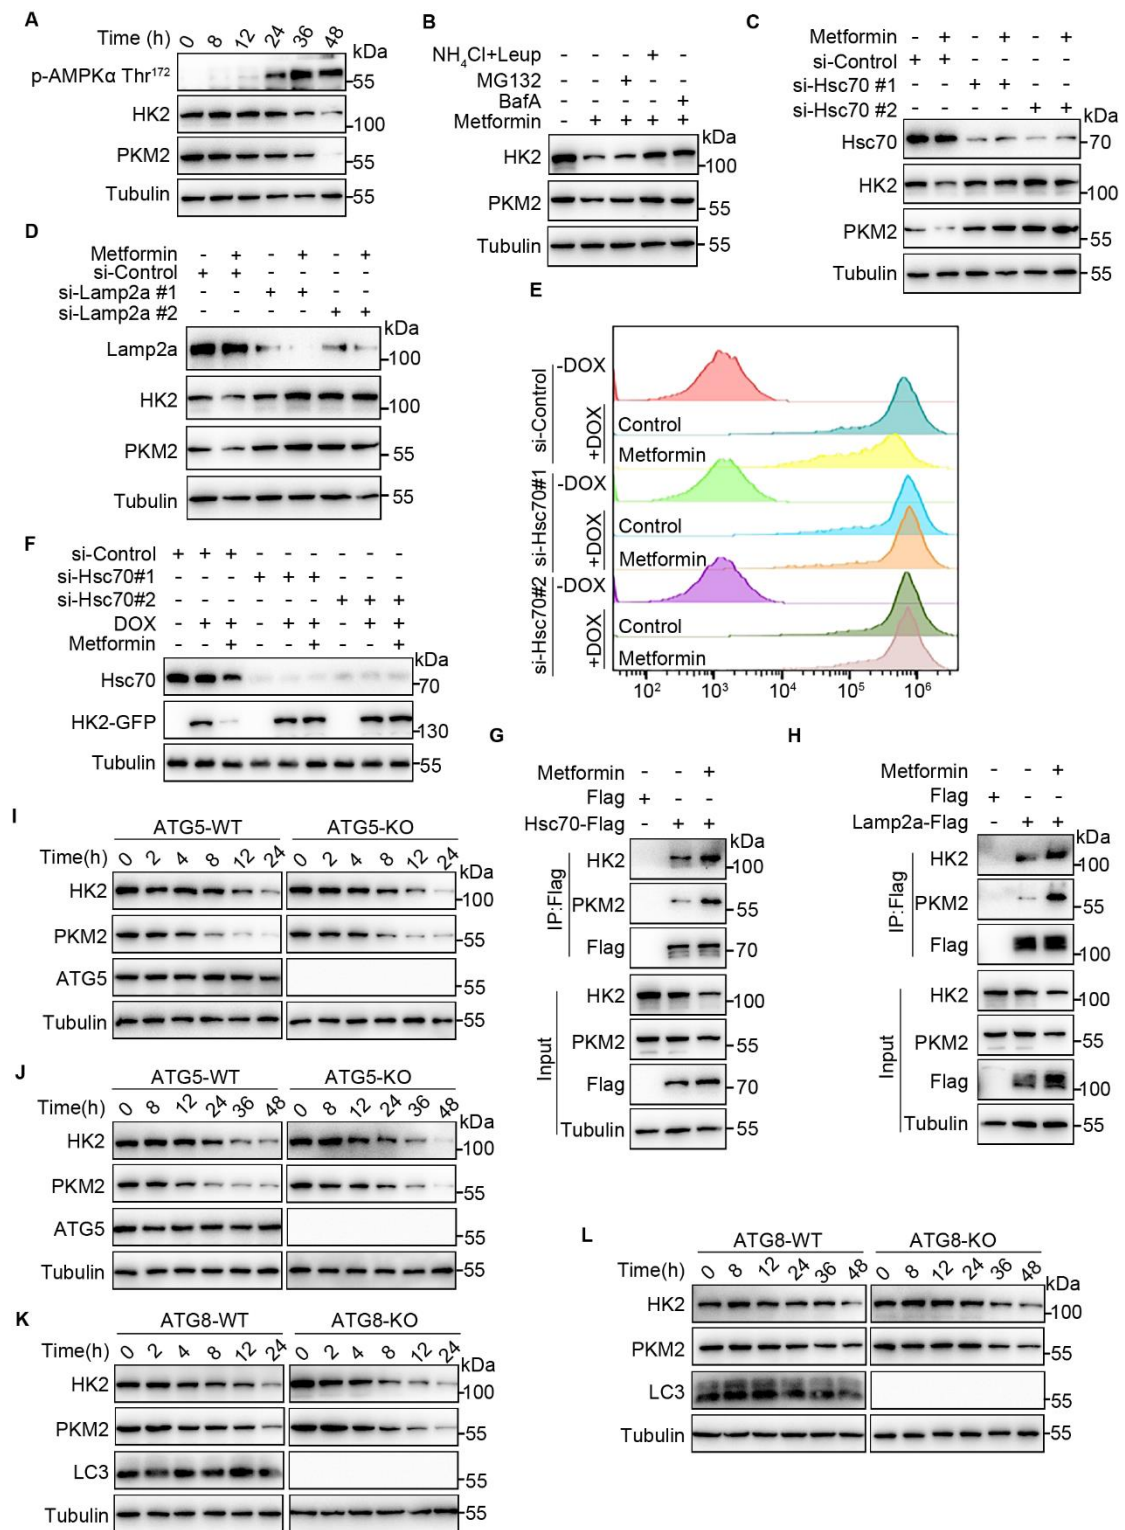 A
Time (h) 0 8 12 24 36 48
kDa
p-AMPKα Thr¹⁷² 55
HK2 100
PKM2 55
Tubulin 55
B
NH₄Cl+Leup - - - + -
MG132 - - + - -
BafA - - - - +
Metformin - + + + +
kDa
HK2 100
PKM2 55
Tubulin 55
C
Metformin - + - + - +
si-Control + + - - - -
si-Hsc70 #1 - - + + - -
si-Hsc70 #2 - - - - + +
kDa
Hsc70 70
HK2 100
PKM2 55
Tubulin 55
D
Metformin - + - + - +
si-Control + + - - - -
si-Lamp2a #1 - - + + - -
si-Lamp2a #2 - - - - + +
kDa
Lamp2a 100
HK2 100
PKM2 55
Tubulin 55
E
si-Control
-DOX
+DOX
Control
Metformin
si-Hsc70#1
-DOX
+DOX
Control
Metformin
si-Hsc70#2
-DOX
+DOX
Control
Metformin
10² 10³ 10⁴ 10⁵ 10⁶
F
si-Control + + + - - - - - -
si-Hsc70#1 - - - + + + - - -
si-Hsc70#2 - - - - - - + + +
DOX - + + - + + - + +
Metformin - - + - - + - - +
kDa
Hsc70 70
HK2-GFP 130
Tubulin 55
G
Metformin - - +
Flag + - -
Hsc70-Flag - + +
kDa
IP:Flag
HK2 100
PKM2 55
Flag 70
Input
HK2 100
PKM2 55
Flag 70
Tubulin 55
H
Metformin - - +
Flag + - -
Lamp2a-Flag - + +
kDa
IP:Flag
HK2 100
PKM2 55
Flag 100
Input
HK2 100
PKM2 55
Flag 100
Tubulin 55
I
ATG5-WT ATG5-KO
Time(h) 0 2 4 8 12 24 0 2 4 8 12 24
kDa
HK2 100
PKM2 55
ATG5 55
Tubulin 55
J
ATG5-WT ATG5-KO
Time(h) 0 8 12 24 36 48 0 8 12 24 36 48
kDa
HK2 100
PKM2 55
ATG5 55
Tubulin 55
K
ATG8-WT ATG8-KO
Time(h) 0 2 4 8 12 24 0 2 4 8 12 24
kDa
HK2 100
PKM2 55
LC3 55
Tubulin 55
L
ATG8-WT ATG8-KO
Time(h) 0 8 12 24 36 48 0 8 12 24 36 48
kDa
HK2 100
PKM2 55
LC3 55
Tubulin 55